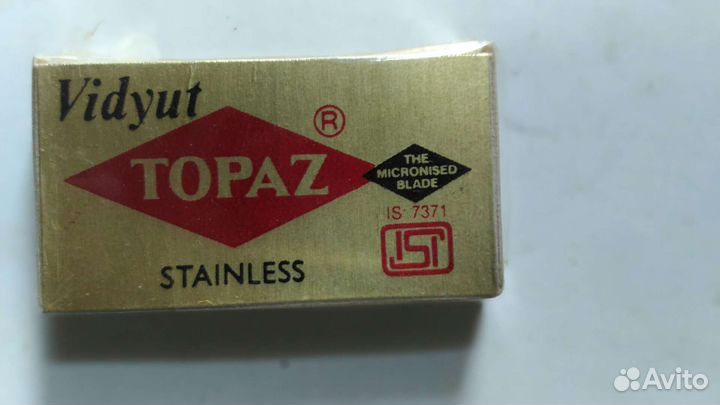 Vidyut
®
TOPAZ
THE
MICRONISED
BLADE
IS: 7371
ISI
STAINLESS
Avito